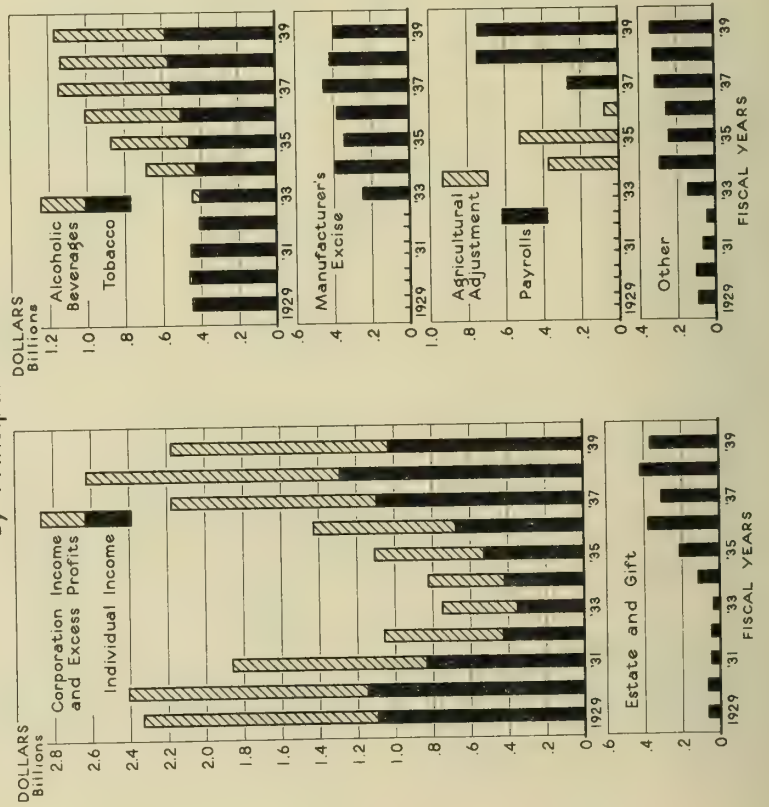 DOLLARS
Billions
2.8
Corporation Income
and Excess Profits
2.6
2.4
Individual Income
2.2
2.0
1.8
1.6
1.4
1.2
1.0
.8
.6
.4
.2
0
1929 '31 '33 '35 '37 '39
.6
Estate and Gift
.4
.2
0
1929 '31 '33 '35 '37 '39
FISCAL YEARS
DOLLARS
Billions
1.2
Alcoholic
Beverages
1.0
Tobacco
.8
.6
.4
.2
0
1929 '31 '33 '35 '37 '39
.6
Manufacturer's
Excise
.4
.2
0
1929 '31 '33 '35 '37 '39
1.0
Agricultural
Adjustment
.8
.6
Payrolls
.4
.2
0
1929 '31 '33 '35 '37 '39
.4
Other
.2
0
1929 '31 '33 '35 '37 '39
FISCAL YEARS